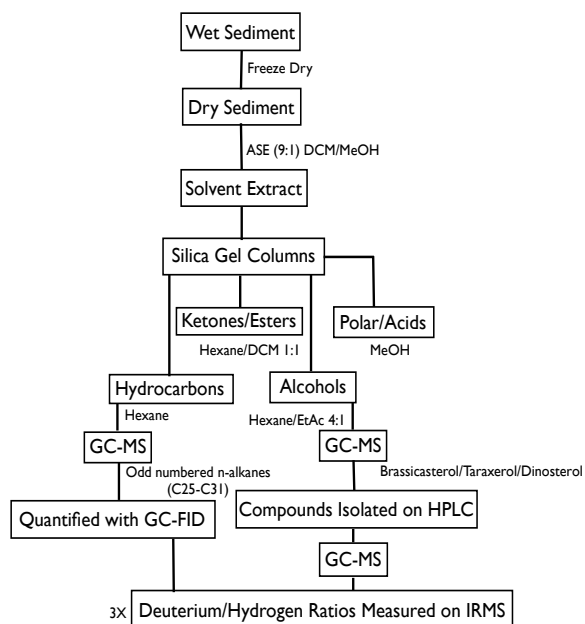 Wet Sediment
Freeze Dry
Dry Sediment
ASE (9:1) DCM/MeOH
Solvent Extract
Silica Gel Columns
Ketones/Esters
Polar/Acids
Hexane/DCM 1:1
MeOH
Hydrocarbons
Alcohols
Hexane
Hexane/EtAc 4:1
GC-MS
GC-MS
Odd numbered n-alkanes
(C25-C31)
Brassicasterol/Taraxerol/Dinosterol
Quantified with GC-FID
Compounds Isolated on HPLC
GC-MS
3X Deuterium/Hydrogen Ratios Measured on IRMS